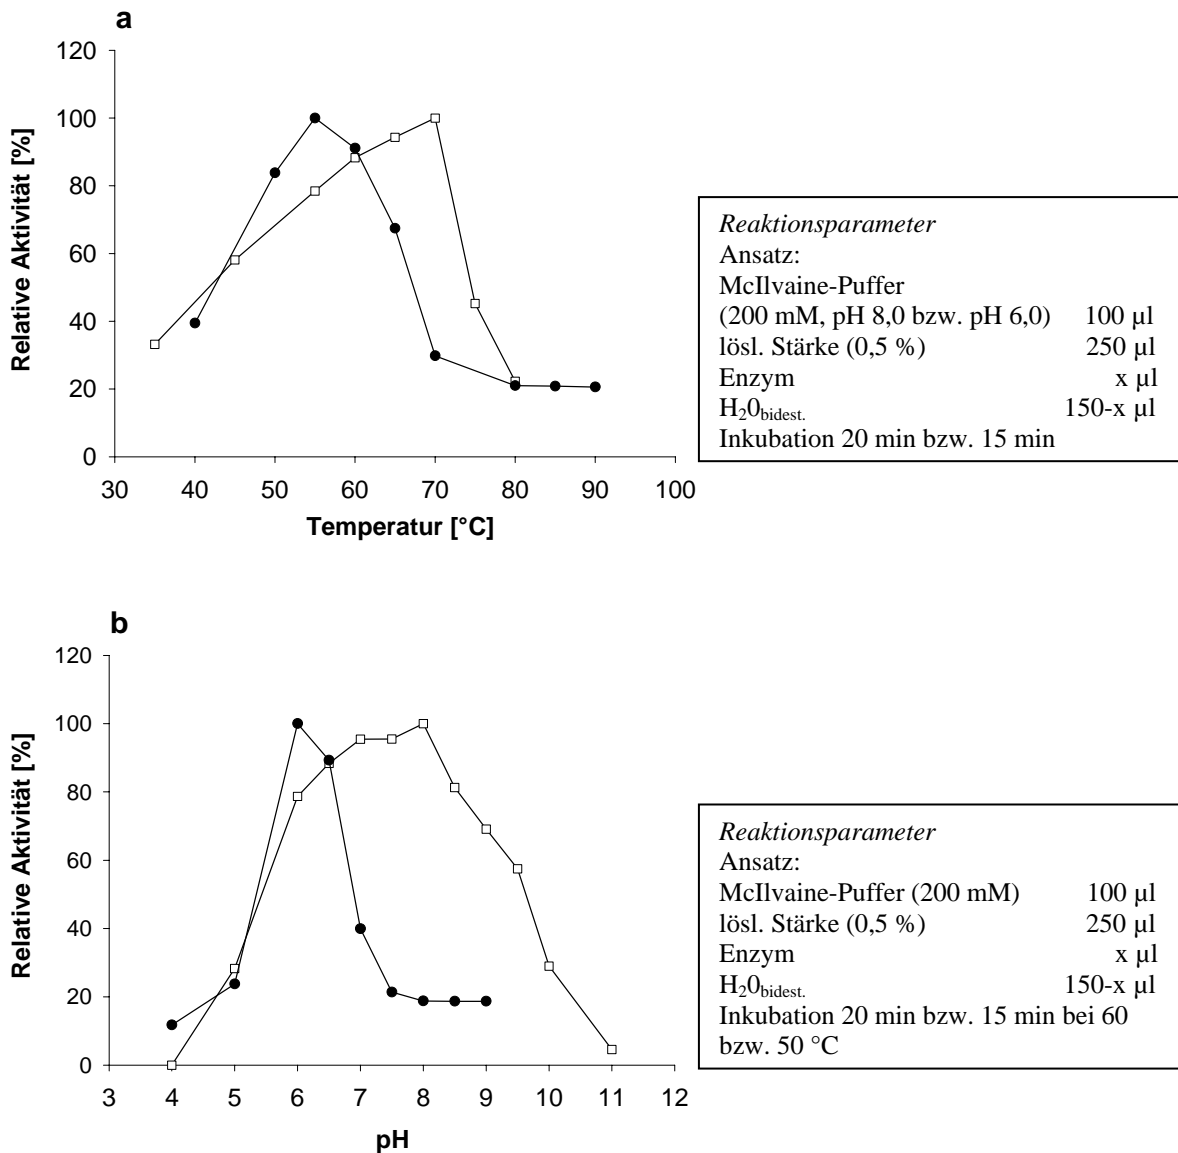 a
120
100
80
60
40
20
0
Relative Aktivität [%]
30 40 50 60 70 80 90 100
Temperatur [°C]
Reaktionsparameter
Ansatz:
McIlvaine-Puffer
(200 mM, pH 8,0 bzw. pH 6,0) 100 µl
lösl. Stärke (0,5 %) 250 µl
Enzym x µl
H20bidest. 150-x µl
Inkubation 20 min bzw. 15 min
b
120
100
80
60
40
20
0
Relative Aktivität [%]
3 4 5 6 7 8 9 10 11 12
pH
Reaktionsparameter
Ansatz:
McIlvaine-Puffer (200 mM) 100 µl
lösl. Stärke (0,5 %) 250 µl
Enzym x µl
H20bidest. 150-x µl
Inkubation 20 min bzw. 15 min bei 60
bzw. 50 °C